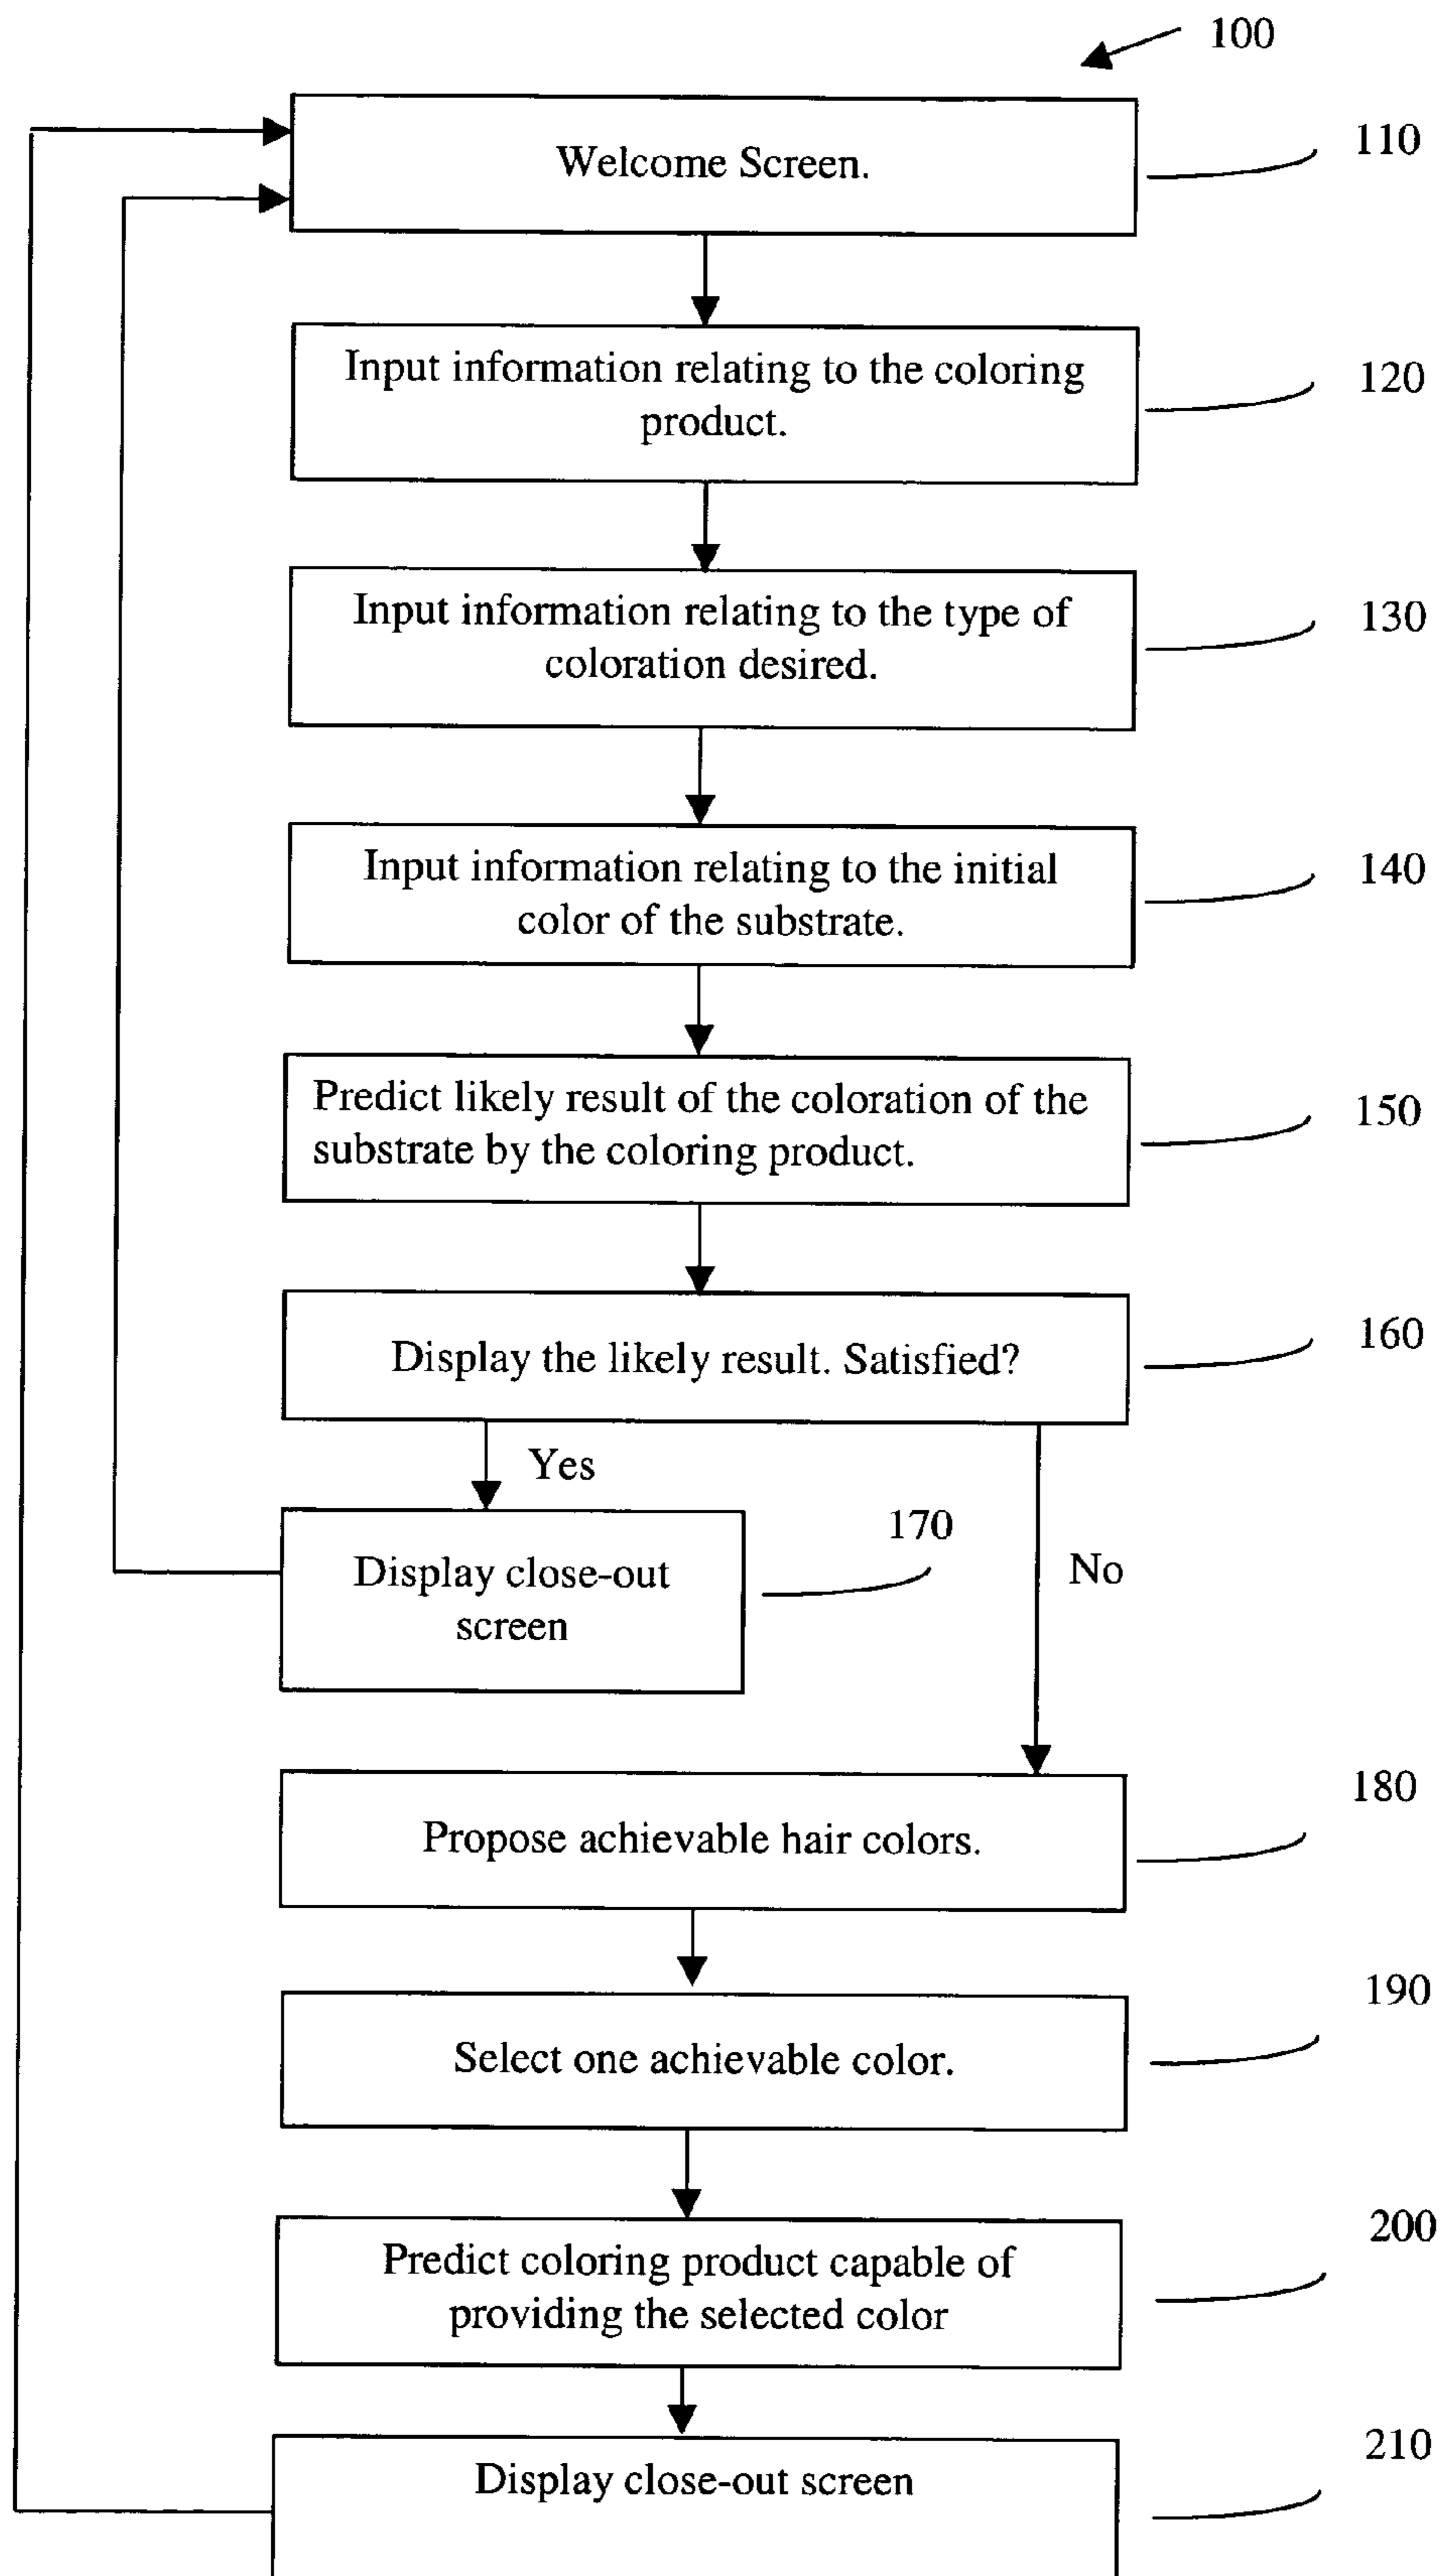 100
Welcome Screen.
110
Input information relating to the coloring
product.
120
Input information relating to the type of
coloration desired.
130
Input information relating to the initial
color of the substrate.
140
Predict likely result of the coloration of the
substrate by the coloring product.
150
Display the likely result. Satisfied?
160
Yes
170
Display close-out
screen
No
180
Propose achievable hair colors.
190
Select one achievable color.
200
Predict coloring product capable of
providing the selected color
210
Display close-out screen